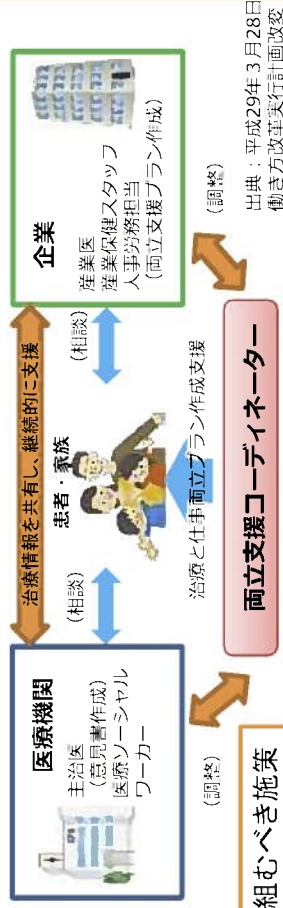 治療情報を共有し、継続的に支援
医療機関
主治医
(意見書作成)
医療ソーシャル
ワーカー
(相談)
患者・家族
(相談)
企業
産業医
産業保健スタッフ
人事労務担当
(両立支援プラン作成)
治療と仕事両立プラン作成支援
(調整)
両立支援コーディネーター
(調整)
出典:平成29年3月28日
働き方改革実行計画改変
組むべき施策